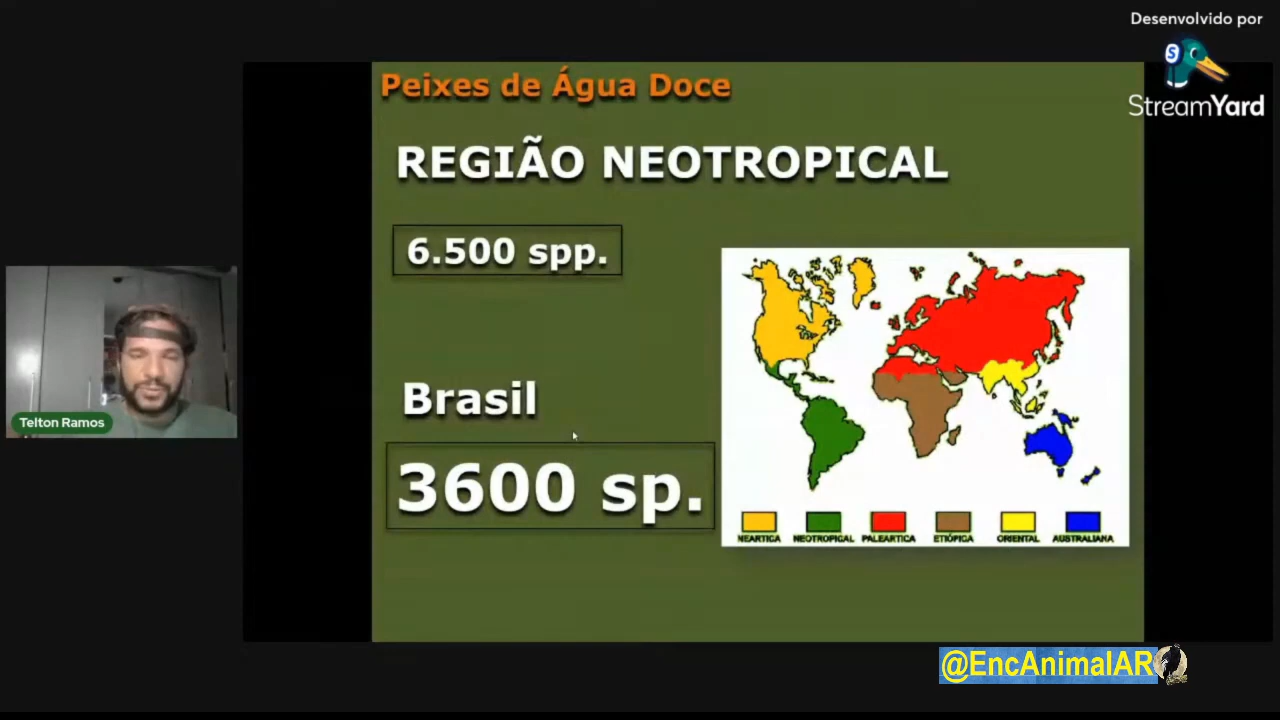 Desenvolvido por
StreamYard
Peixes de Água Doce
REGIÃO NEOTROPICAL
6.500 spp.
Brasil
3600 sp.
NEARTICA NEOTROPICAL PALEARTICA ETIÓPICA ORIENTAL AUSTRALIANA
Telton Ramos
@EncAnimalAR